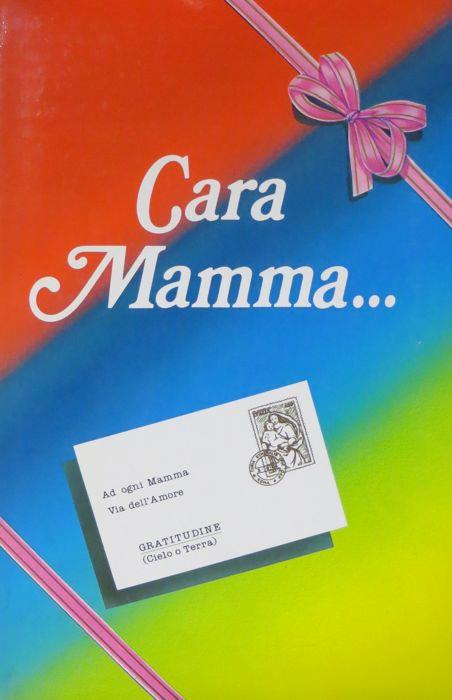 Cara
Mamma...
Ad ogni Mamma
Via dell'Amore
GRATITUDINE
(Cielo o Terra)